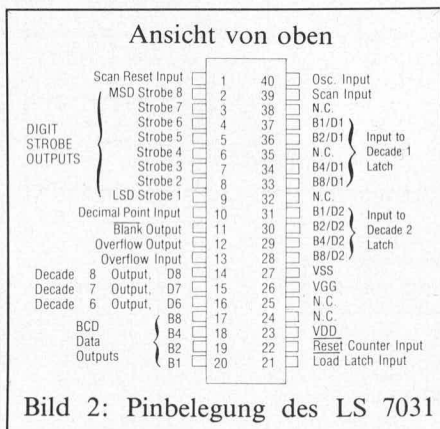 Ansicht von oben
Scan Reset Input 1 40 Osc. Input
MSD Strobe 8 2 39 Scan Input
Strobe 7 3 38 N.C.
Strobe 6 4 37 B1/D1
Strobe 5 5 36 B2/D1
Strobe 4 6 35 N.C.
Strobe 3 7 34 B4/D1
Strobe 2 8 33 B8/D1
LSD Strobe 1 9 32 N.C.
DIGIT
STROBE
OUTPUTS
Input to
Decade 1
Latch
Decimal Point Input 10 31 B1/D2
Blank Output 11 30 B2/D2
Overflow Output 12 29 B4/D2
Overflow Input 13 28 B8/D2
Input to
Decade 2
Latch
Decade 8 Output, D8 14 27 VSS
Decade 7 Output, D7 15 26 VGG
Decade 6 Output, D6 16 25 N.C.
B8 17 24 N.C.
B4 18 23 VDD
B2 19 22 Reset Counter Input
B1 20 21 Load Latch Input
BCD
Data
Outputs
Bild 2: Pinbelegung des LS 7031